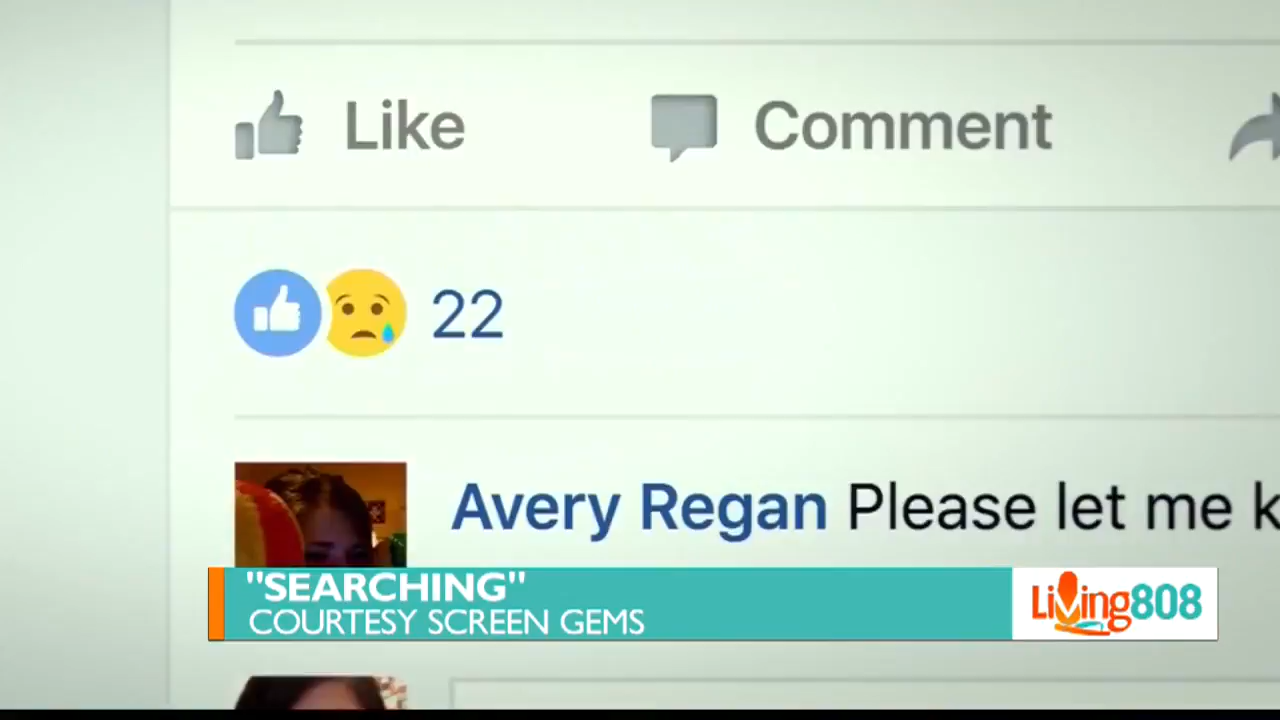 Like Comment
22
Avery Regan Please let me k
"SEARCHING"
COURTESY SCREEN GEMS
Living808